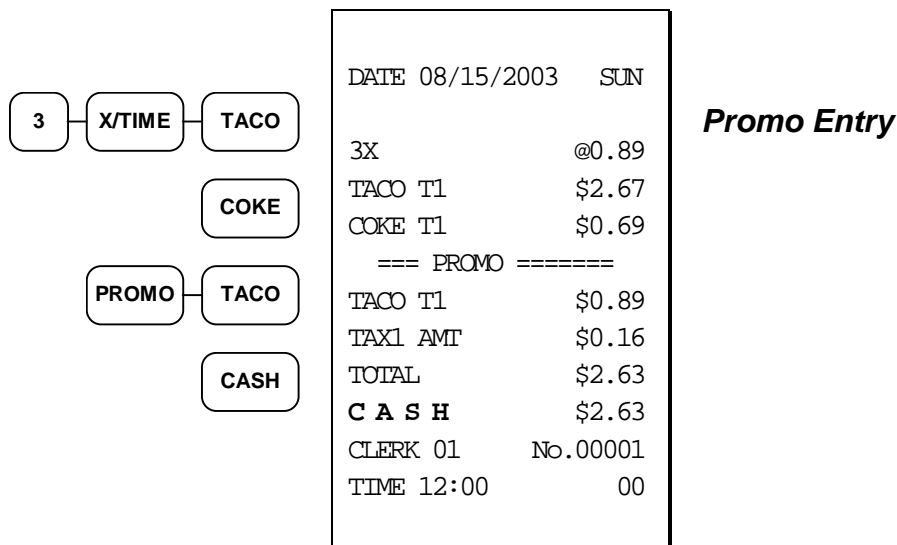 3 X/TIME TACO
COKE
PROMO TACO
CASH
DATE 08/15/2003 SUN
3X @0.89
TACO T1 $2.67
COKE T1 $0.69
=== PROMO =======
TACO T1 $0.89
TAX1 AMT $0.16
TOTAL $2.63
CASH $2.63
CLERK 01 No.00001
TIME 12:00 00
Promo Entry